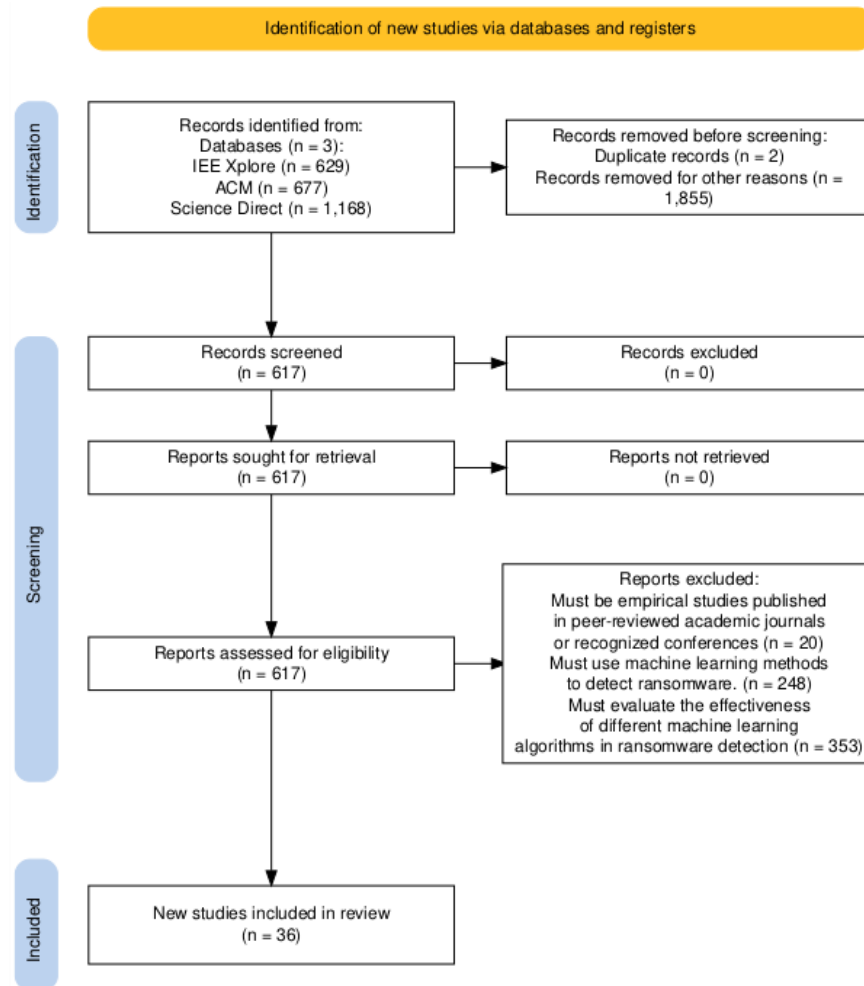 Identification of new studies via databases and registers
Identification
Records identified from:
Databases (n = 3):
IEE Xplore (n = 629)
ACM (n = 677)
Science Direct (n = 1,168)
Records removed before screening:
Duplicate records (n = 2)
Records removed for other reasons (n =
1,855)
Screening
Records screened
(n = 617)
Records excluded
(n = 0)
Reports sought for retrieval
(n = 617)
Reports not retrieved
(n = 0)
Reports assessed for eligibility
(n = 617)
Reports excluded:
Must be empirical studies published
in peer-reviewed academic journals
or recognized conferences (n = 20)
Must use machine learning methods
to detect ransomware. (n = 248)
Must evaluate the effectiveness
of different machine learning
algorithms in ransomware detection (n = 353)
Included
New studies included in review
(n = 36)